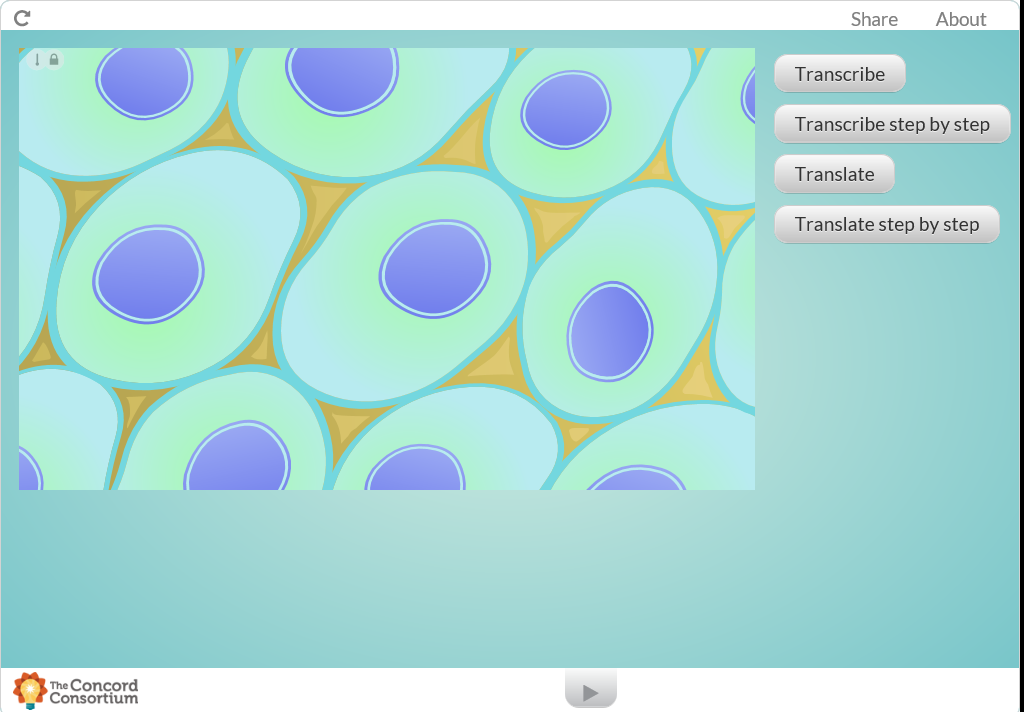 Share About
Transcribe
Transcribe step by step
Translate
Translate step by step
The Concord
Consortium